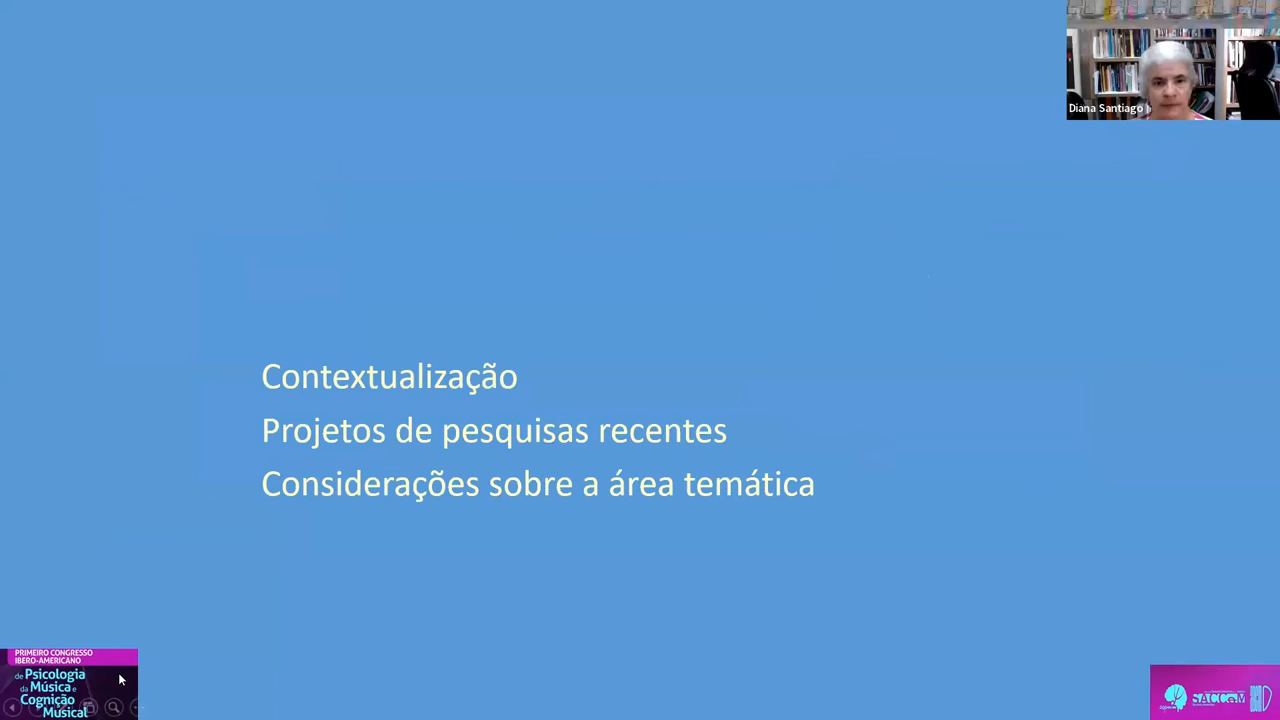 Diana Santiago
Contextualização
Projetos de pesquisas recentes
Considerações sobre a área temática
PRIMEIRO CONGRESSO
IBERO-AMERICANO
de Psicologia
da Música e
Cognição
Musical
SACCoM